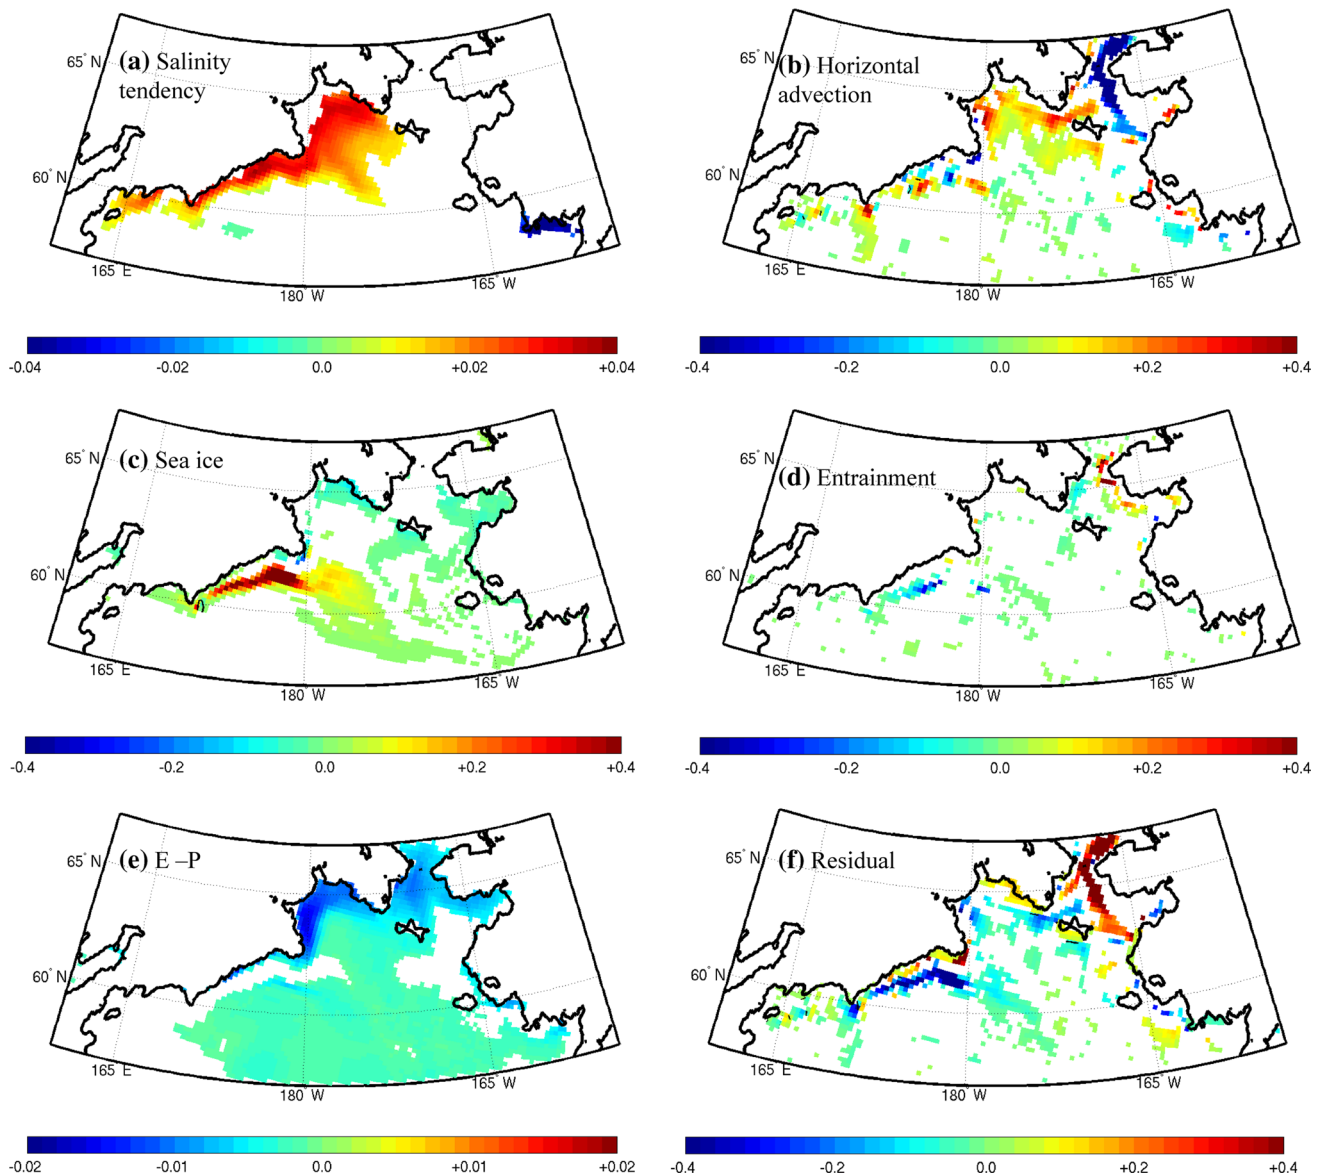 (a) Salinity
tendency
65° N
60° N
165 E
180 W
165° W
-0.04 -0.02 0.0 +0.02 +0.04
(b) Horizontal
advection
65° N
60° N
165 E
180 W
165° W
-0.4 -0.2 0.0 +0.2 +0.4
(c) Sea ice
65° N
60° N
165 E
180 W
165° W
-0.4 -0.2 0.0 +0.2 +0.4
(d) Entrainment
65° N
60° N
165 E
180 W
165° W
-0.4 -0.2 0.0 +0.2 +0.4
(e) E –P
65° N
60° N
165 E
180 W
165° W
-0.02 -0.01 0.0 +0.01 +0.02
(f) Residual
65° N
60° N
165 E
180 W
165° W
-0.4 -0.2 0.0 +0.2 +0.4